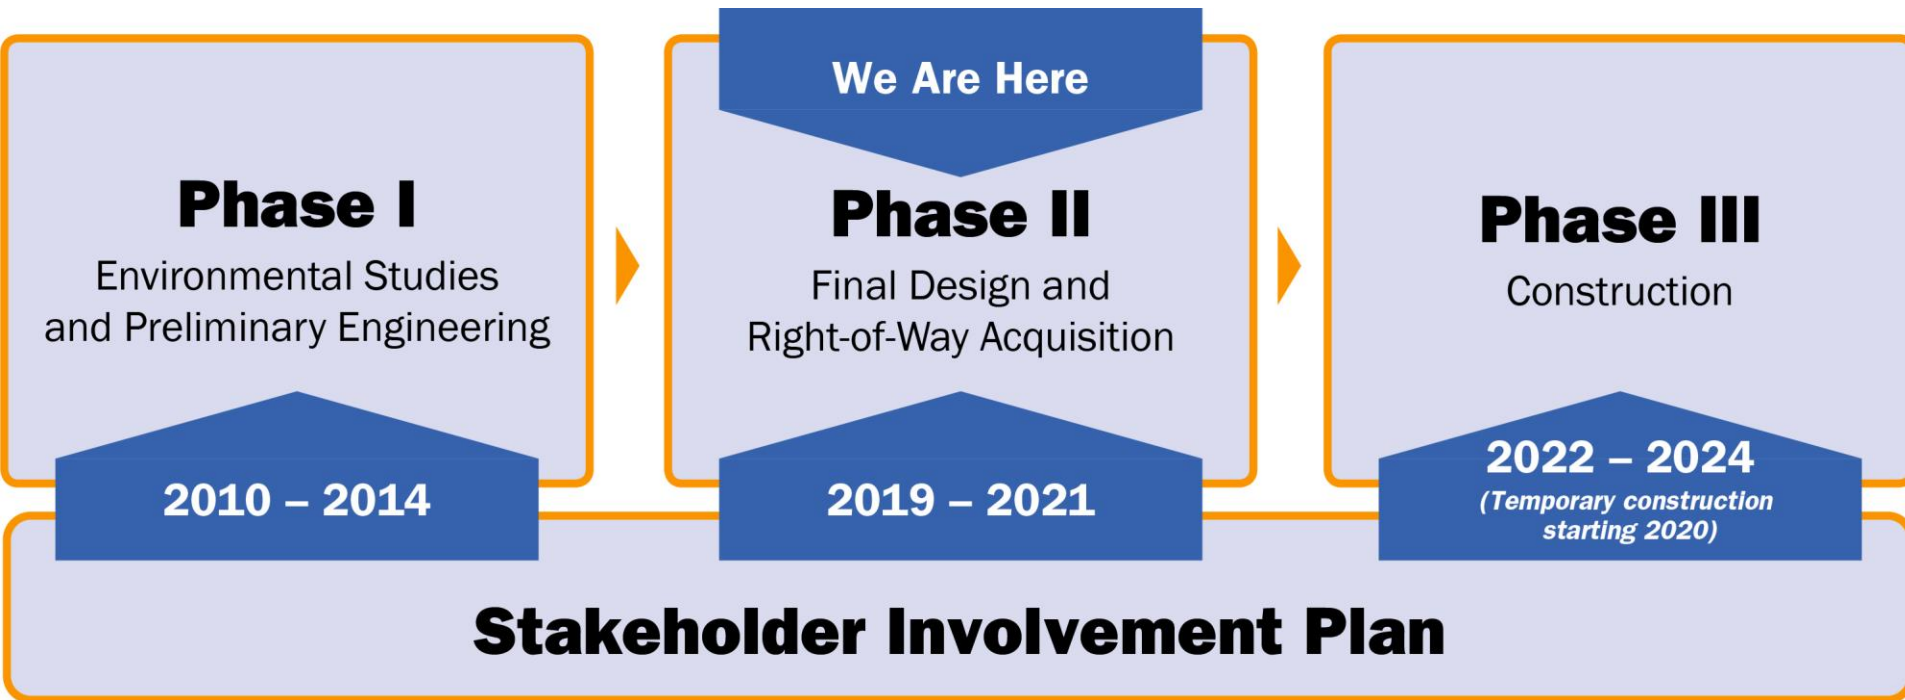 Phase I
Environmental Studies
and Preliminary Engineering
2010 – 2014
We Are Here
Phase II
Final Design and
Right-of-Way Acquisition
2019 – 2021
Phase III
Construction
2022 – 2024
(Temporary construction
starting 2020)
Stakeholder Involvement Plan